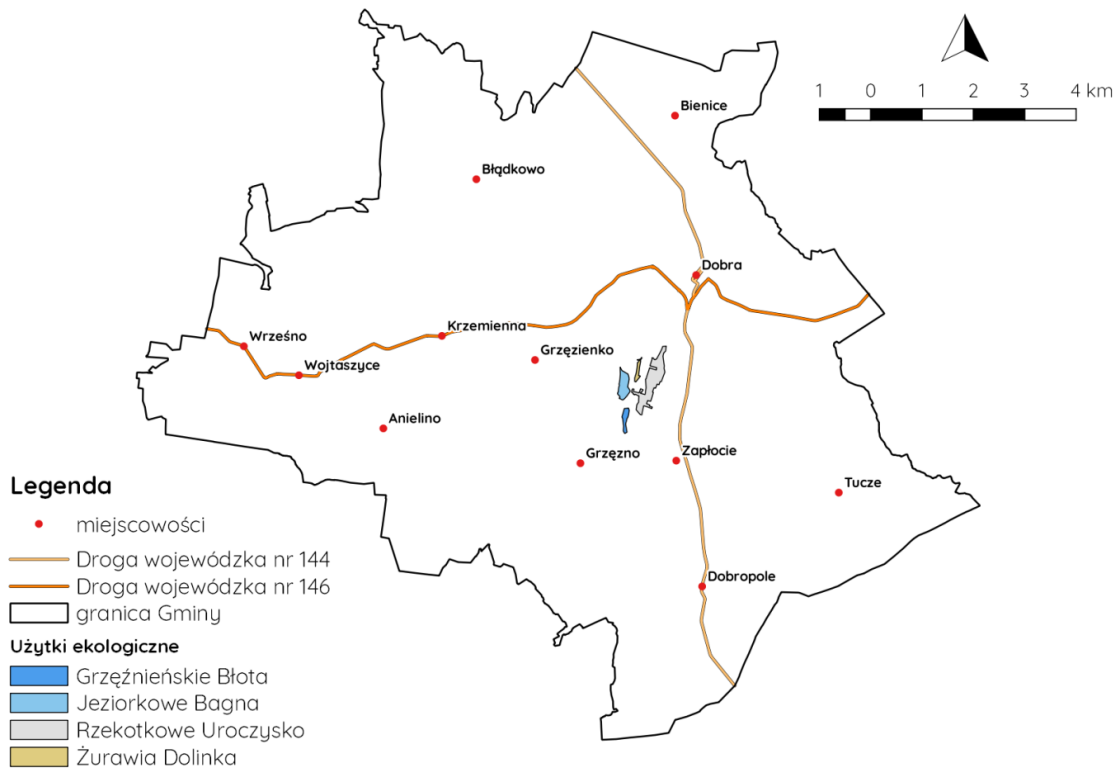 1 0 1 2 3 4 km
Bienice
Błądkowo
Dobra
Krzemienna
Wrześno
Grzęzienko
Wojtaszyce
Anielino
Grzęzno
Zapłocie
Tucze
Dobropole
Legenda
miejscowości
Droga wojewódzka nr 144
Droga wojewódzka nr 146
granica Gminy
Użytki ekologiczne
Grzęźnieńskie Błota
Jeziorkowe Bagna
Rzekotkowe Uroczysko
Żurawia Dolinka